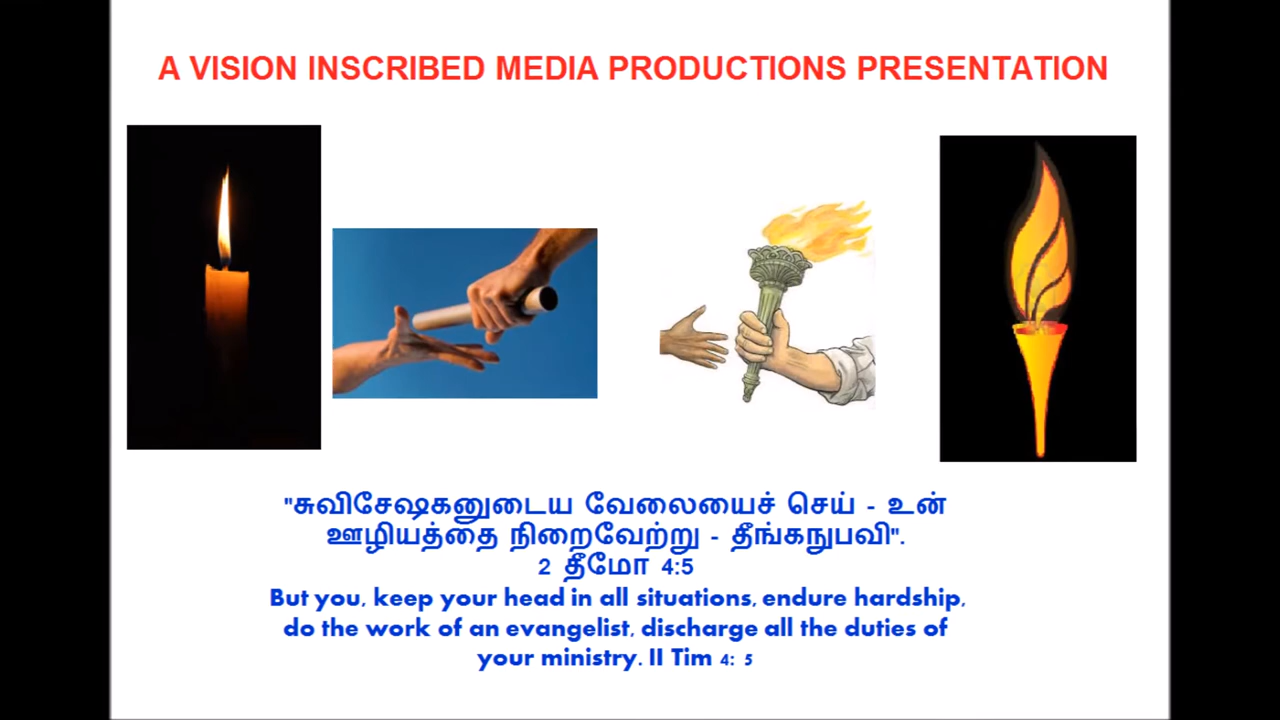 A VISION INSCRIBED MEDIA PRODUCTIONS PRESENTATION
"சுவிசேஷகனுடைய வேலையைச் செய் - உன்
ஊழியத்தை நிறைவேற்று - தீங்கநுபவி".
2 தீமோ 4:5
But you, keep your head in all situations, endure hardship,
do the work of an evangelist, discharge all the duties of
your ministry. II Tim 4: 5